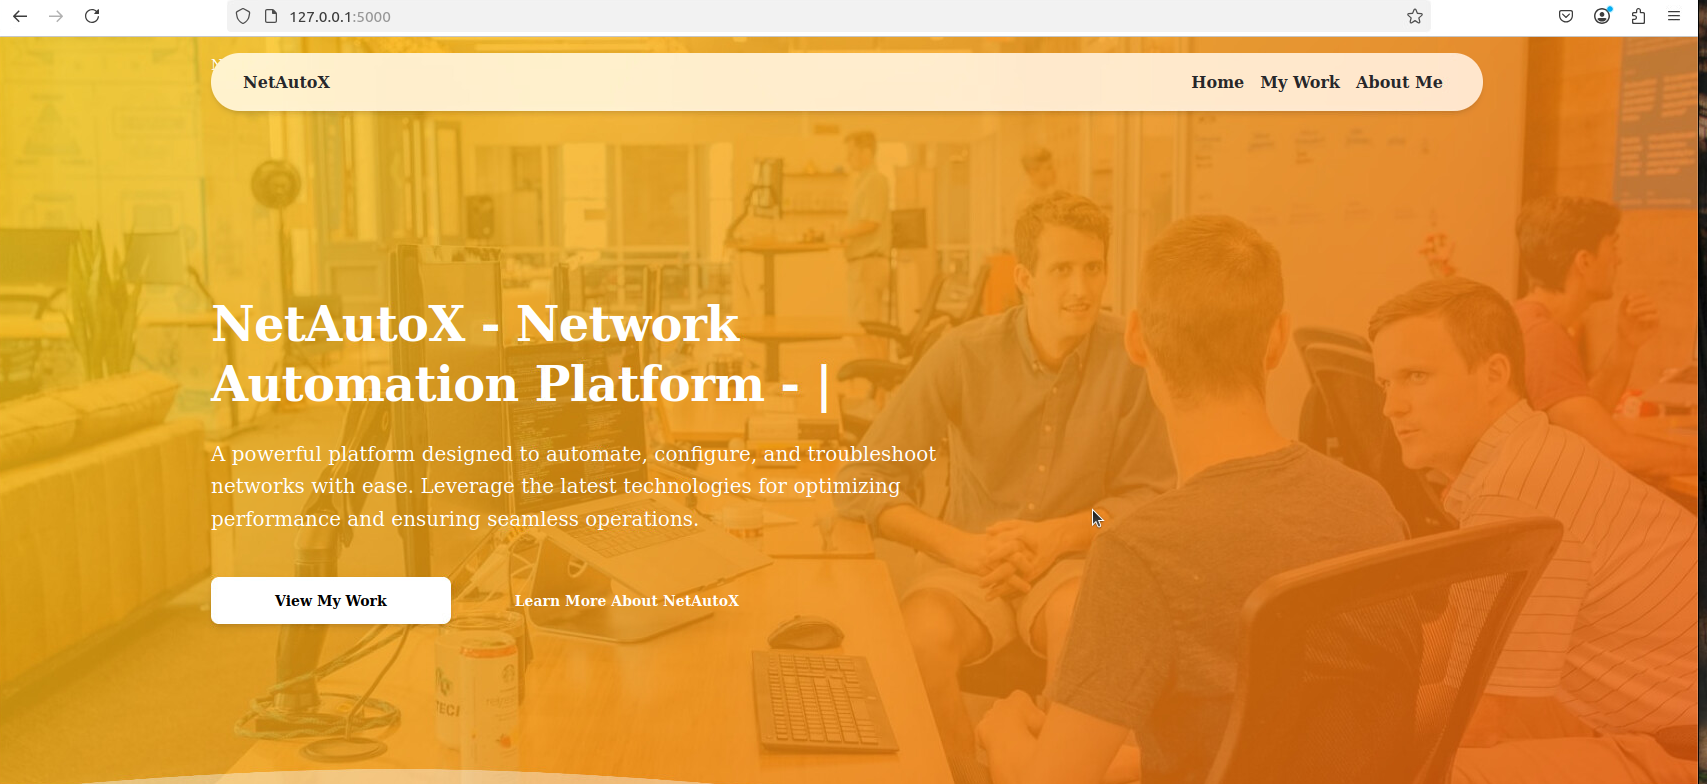 127.0.0.1:5000
NetAutoX
Home My Work About Me
NetAutoX - Network
Automation Platform - |
A powerful platform designed to automate, configure, and troubleshoot
networks with ease. Leverage the latest technologies for optimizing
performance and ensuring seamless operations.
View My Work
Learn More About NetAutoX